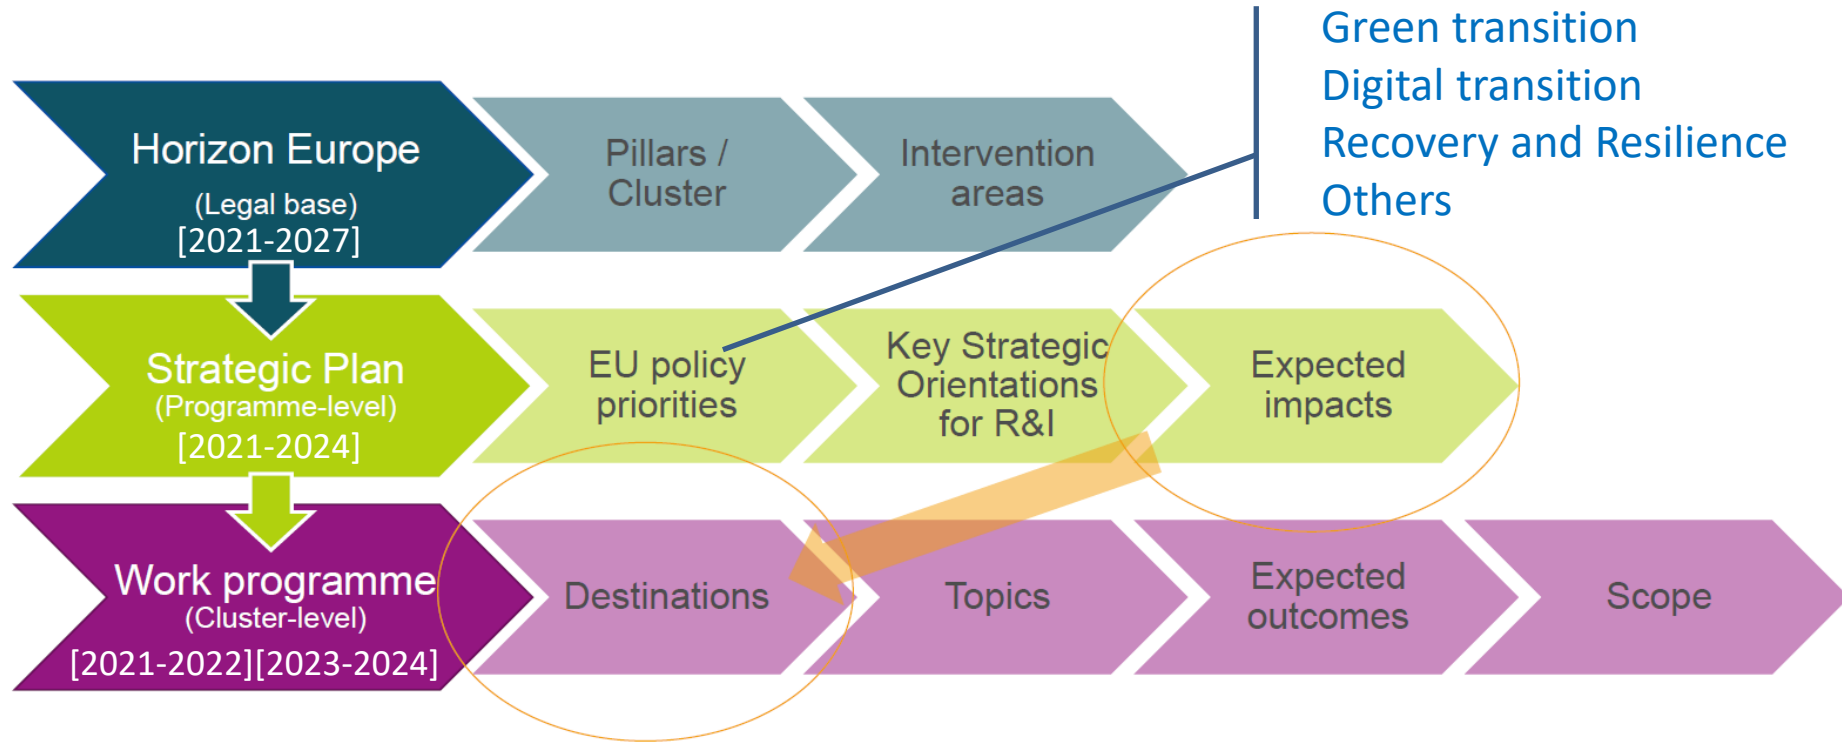 Green transition
Digital transition
Recovery and Resilience
Others
Horizon Europe
(Legal base)
[2021-2027]
Pillars /
Cluster
Intervention
areas
Strategic Plan
(Programme-level)
[2021-2024]
EU policy
priorities
Key Strategic
Orientations
for R&I
Expected
impacts
Work programme
(Cluster-level)
[2021-2022][2023-2024]
Destinations
Topics
Expected
outcomes
Scope